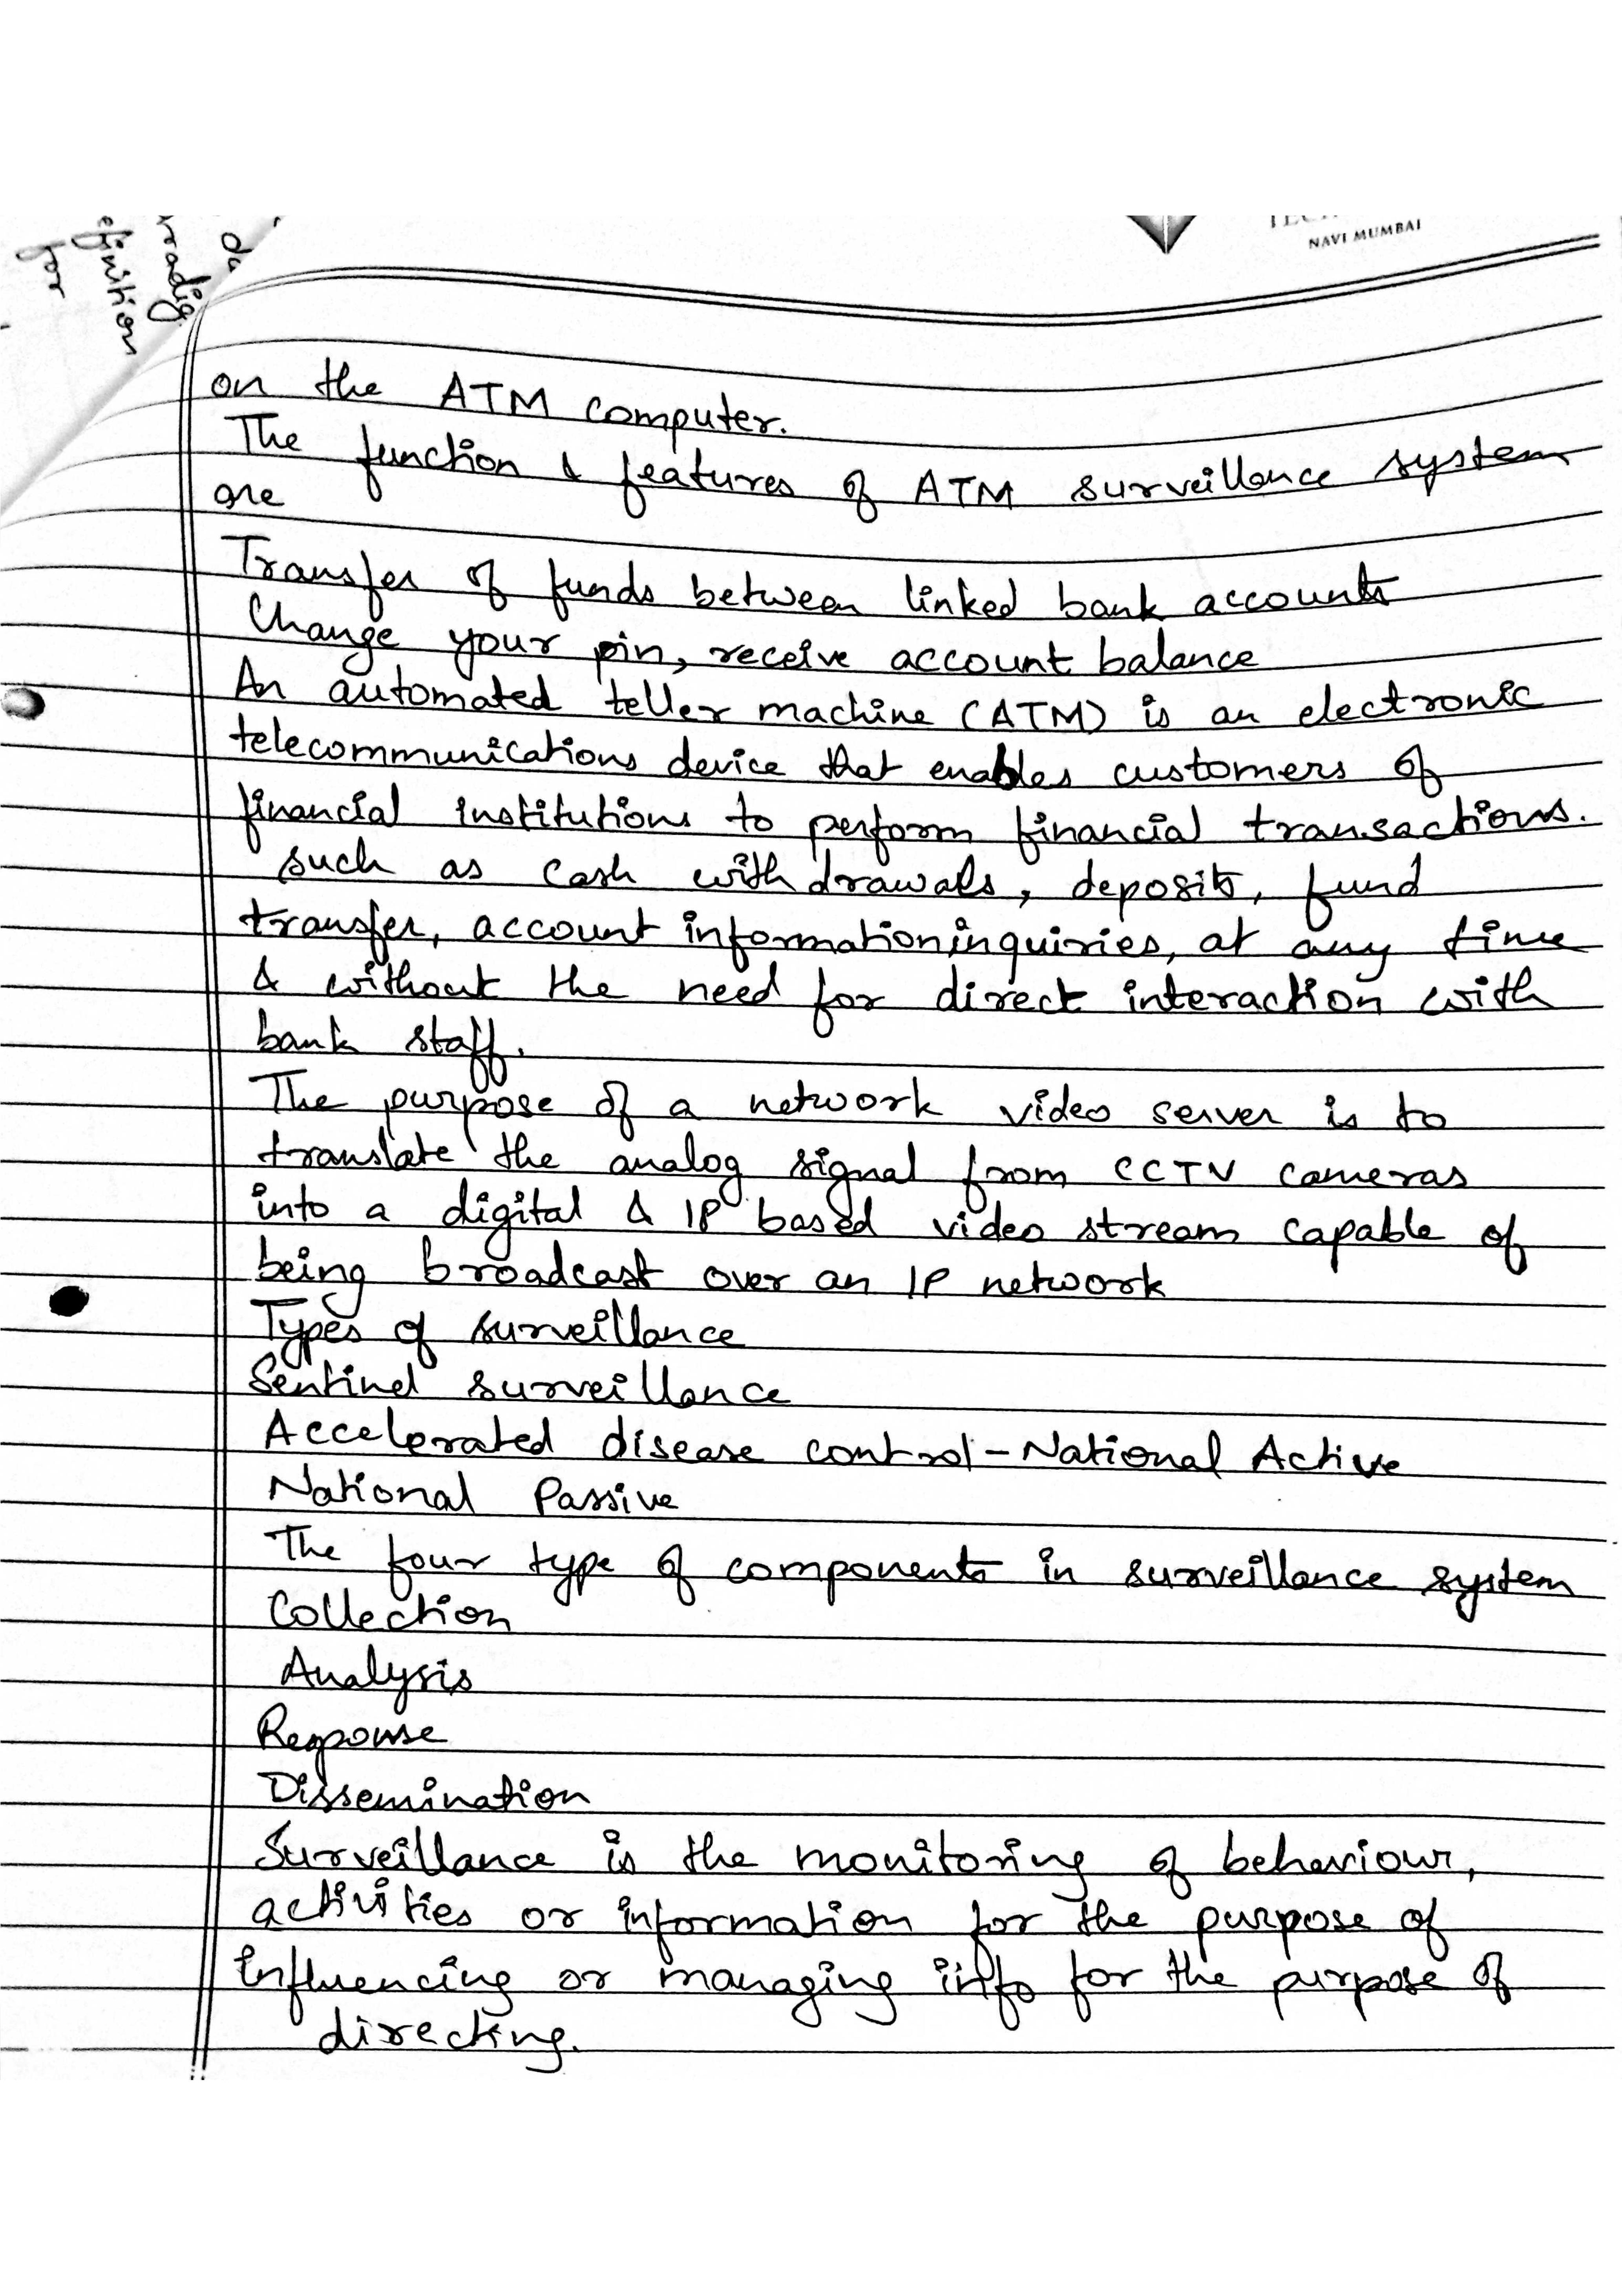 NAVI MUMBAI
for
on the ATM computer.
The function & features of ATM surveillance system
are
Transfer of funds between linked bank accounts
Change your pin, receive account balance
An automated teller machine (ATM) is an electronic
telecommunications device that enables customers of
financial institutions to perform financial transactions.
such as cash withdrawals, deposits, fund
transfer, account informationinquiries, at any time
& without the need for direct interaction with
bank staff.
The purpose of a network video server is to
translate the analog signal from CCTV cameras
into a digital & IP based video stream capable of
being broadcast over an IP network
Types of surveillance
Sentinel surveillance
Accelerated disease control - National Active
National Passive
The four type of components in surveillance system
Collection
Analysis
Response
Dissemination
Surveillance is the monitoring of behaviour,
activities or information for the purpose of
influencing or managing info for the purpose of
directing.